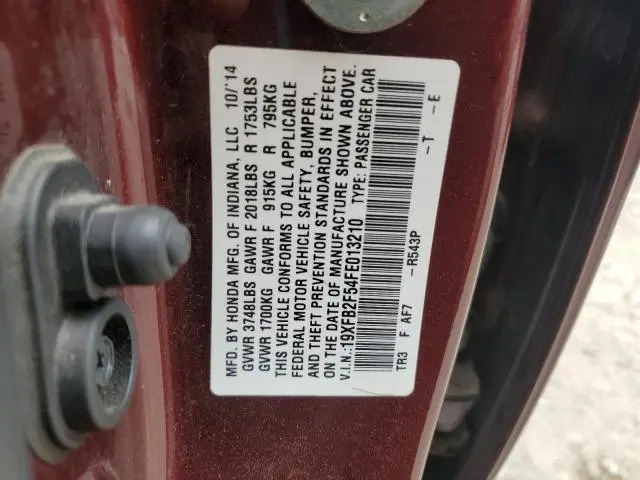 MFD. BY HONDA MFG. OF INDIANA, LLC 10/'14
GVWR 3748LBS GAWR F 2018LBS R 1753LBS
GVWR 1700KG GAWR F 915KG R 795KG
THIS VEHICLE CONFORMS TO ALL APPLICABLE
FEDERAL MOTOR VEHICLE SAFETY, BUMPER,
AND THEFT PREVENTION STANDARDS IN EFFECT
ON THE DATE OF MANUFACTURE SHOWN ABOVE.
V.I.N.:19XFB2F54FE013210 TYPE: PASSENGER CAR
TR3 F AF7 -R543P -T -E